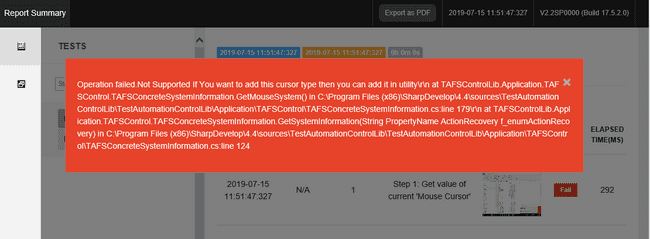 Report Summary
Export as PDF
2019-07-15 11:51:47:327
V2.2SP0000 (Build 17.5.2.0)
TESTS
2019-07-15 11:51:47:327
2019-07-15 11:51:47:327
0h 0m 0s
Operation failed.Not Supported If You want to add this cursor type then you can add it in utility\r\n at TAFSControlLib.Application.TAF
SControl.TAFSConcreteSystemInformation.GetMouseSystem() in C:\Program Files (x86)\SharpDevelop\4.4\sources\TestAutomation
ControlLib\TestAutomationControlLib\Application\TAFSControl\TAFSConcreteSystemInformation.cs:line 179\r\n at TAFSControlLib.Appl
ication.TAFSControl.TAFSConcreteSystemInformation.GetSystemInformation(String PropertyName ActionRecovery f_enumActionReco
very) in C:\Program Files (x86)\SharpDevelop\4.4\sources\TestAutomationControlLib\TestAutomationControlLib\Application\TAFSContro
l\TAFSConcreteSystemInformation.cs:line 124
×
ELAPSED
TIME(MS)
2019-07-15
11:51:47:327
N/A
1
Step 1: Get value of
current 'Mouse Cursor'
Fail
292